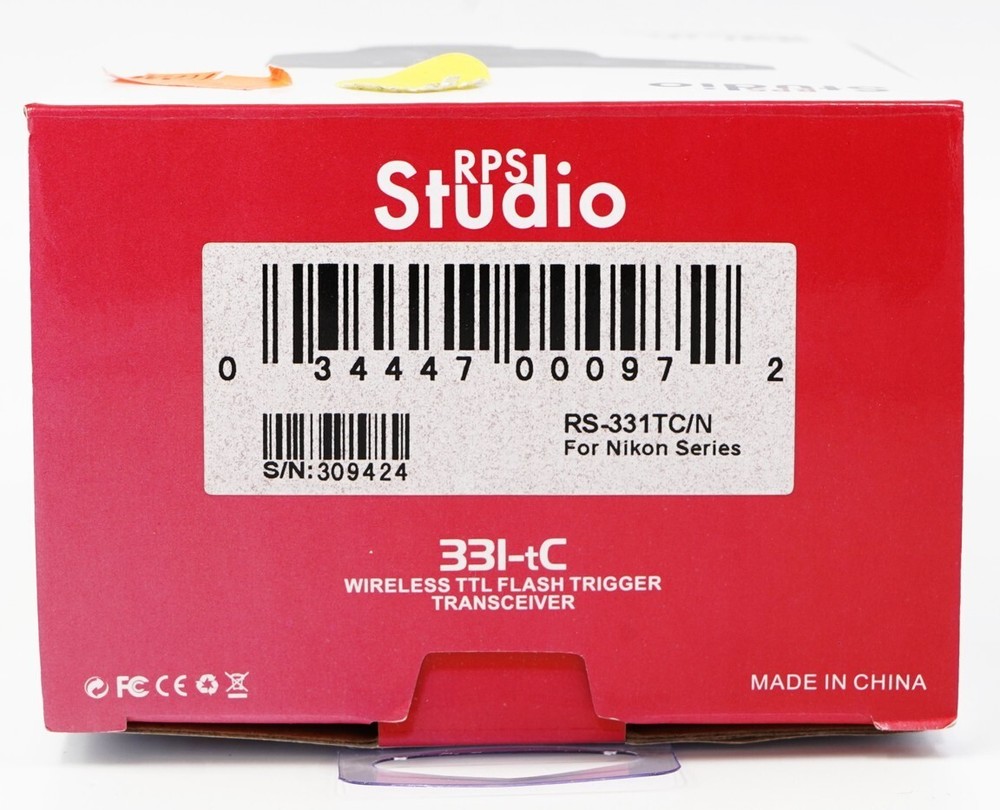 RPS
Studio
0 34447 00097 2
RS-331TC/N
For Nikon Series
S/N:309424
331-tC
WIRELESS TTL FLASH TRIGGER
TRANSCEIVER
FC CE
MADE IN CHINA